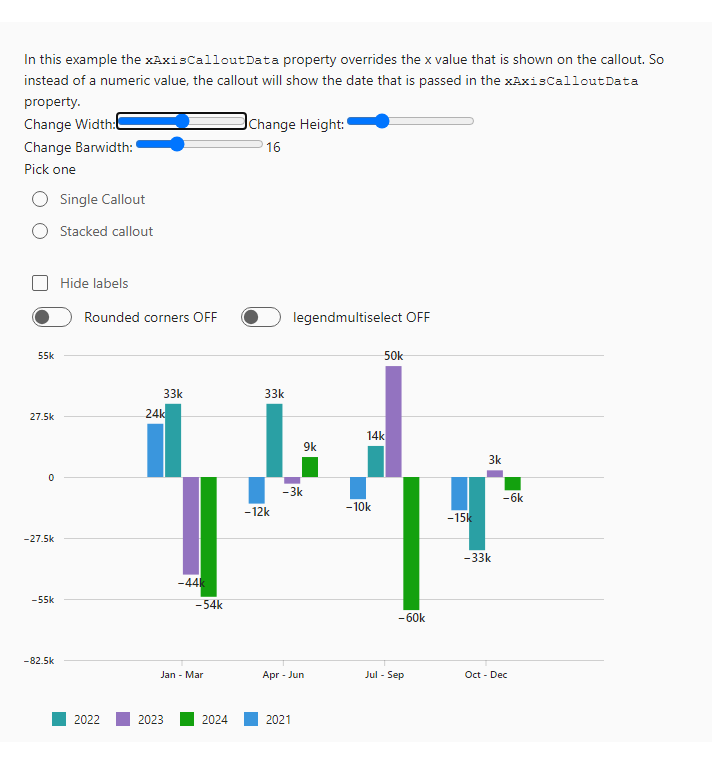 In this example the xAxisCalloutData property overrides the x value that is shown on the callout. So
instead of a numeric value, the callout will show the date that is passed in the xAxisCalloutData
property.
Change Width: Change Height:
Change Barwidth: 16
Pick one
Single Callout
Stacked callout
Hide labels
Rounded corners OFF legendmultiselect OFF
55k
50k
33k 33k
27.5k
24k
14k
9k
3k
0
−3k
−6k
−12k
−10k
−15k
−27.5k
−33k
−44k
−55k
−54k
−60k
−82.5k
Jan - Mar Apr - Jun Jul - Sep Oct - Dec
2022 2023 2024 2021